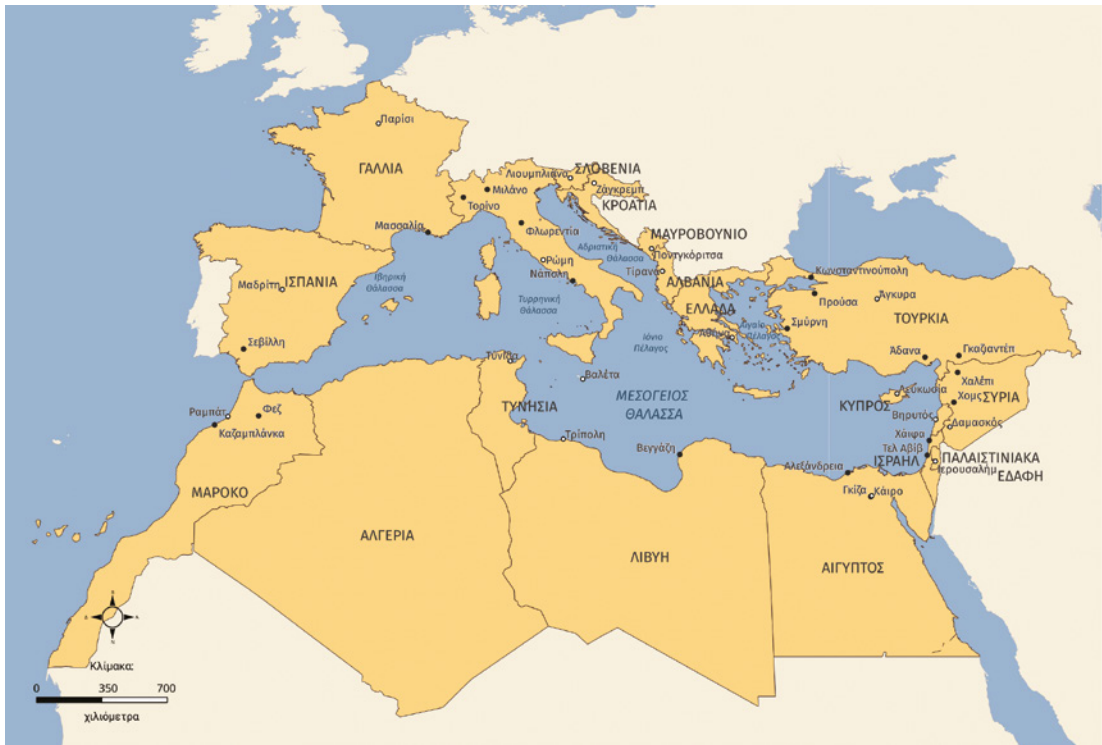 Παρίσι
ΓΑΛΛΙΑ
ΣΛΟΒΕΝΙΑ
Λιουμπλιάνα
Ζάγκρεμπ
Μιλάνο
Τορίνο
ΚΡΟΑΤΙΑ
Μασσαλία
Φλωρεντία
ΜΑΥΡΟΒΟΥΝΙΟ
Ποντγκόριτσα
Αδριατική
Θάλασσα
Ρώμη
Τίρανα
Νάπολη
ΑΛΒΑΝΙΑ
Κωνσταντινούπολη
Μαδρίτη
ΙΣΠΑΝΙΑ
Ιβηρική
Θάλασσα
Τυρρηνική
Θάλασσα
ΕΛΛΑΔΑ
Προύσα
Άγκυρα
ΤΟΥΡΚΙΑ
Σμύρνη
Αιγαίο
Πέλαγος
Αθήνα
Ιόνιο
Πέλαγος
Σεβίλλη
Τύνιδα
Άδανα
Γκαζιαντέπ
Βαλέτα
Χαλέπι
ΜΕΣΟΓΕΙΟΣ
ΘΑΛΑΣΣΑ
Λευκωσία
ΚΥΠΡΟΣ
Χομς
ΣΥΡΙΑ
ΤΥΝΗΣΙΑ
Ραμπάτ
Φεζ
Καζαμπλάνκα
Βηρυτός
Δαμασκός
Τρίπολη
Χάιφα
Βεγγάζη
Τελ Αβίβ
ΙΣΡΑΗΛ
ΠΑΛΑΙΣΤΙΝΙΑΚΑ
ΕΔΑΦΗ
Ιερουσαλήμ
Αλεξάνδρεια
Γκίζα
Κάιρο
ΜΑΡΟΚΟ
ΑΛΓΕΡΙΑ
ΛΙΒΥΗ
ΑΙΓΥΠΤΟΣ
Κλίμακα:
0 350 700
χιλιόμετρα